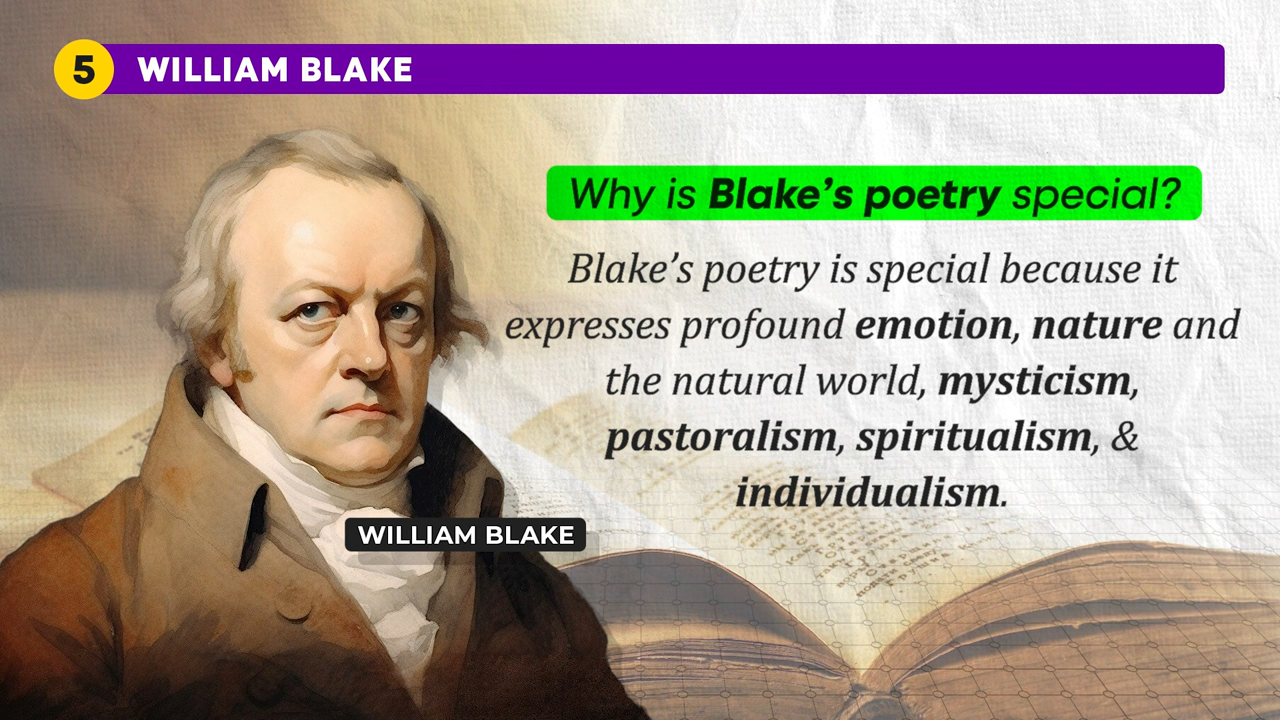 5
WILLIAM BLAKE
Why is Blake’s poetry special?
Blake’s poetry is special because it
expresses profound emotion, nature and
the natural world, mysticism,
pastoralism, spiritualism, &
individualism.
WILLIAM BLAKE